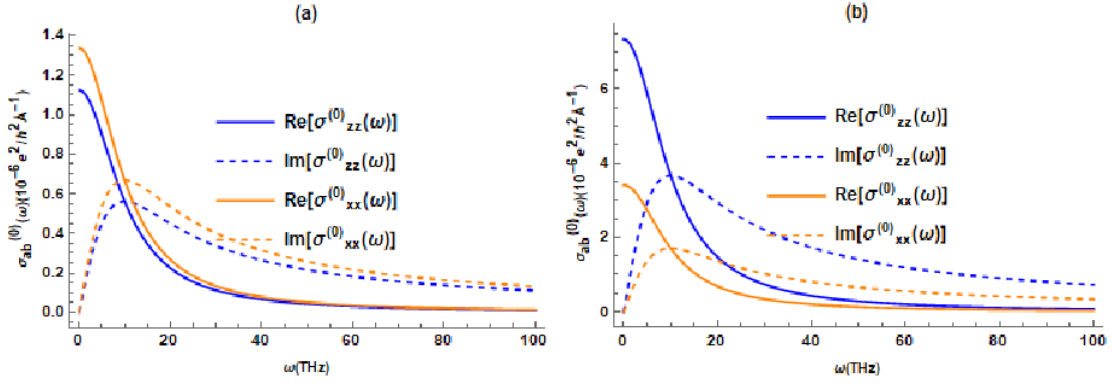 (a)
σab(0)(ω)(10−6 e2/ℏ2 Å−1)
1.4
1.2
1.0
0.8
0.6
0.4
0.2
0.0
Re[σ(0)zz(ω)]
Im[σ(0)zz(ω)]
Re[σ(0)xx(ω)]
Im[σ(0)xx(ω)]
0 20 40 60 80 100
ω(THz)
(b)
σab(0)(ω)(10−6 e2/ℏ2 Å−1)
6
4
2
0
Re[σ(0)zz(ω)]
Im[σ(0)zz(ω)]
Re[σ(0)xx(ω)]
Im[σ(0)xx(ω)]
0 20 40 60 80 100
ω(THz)